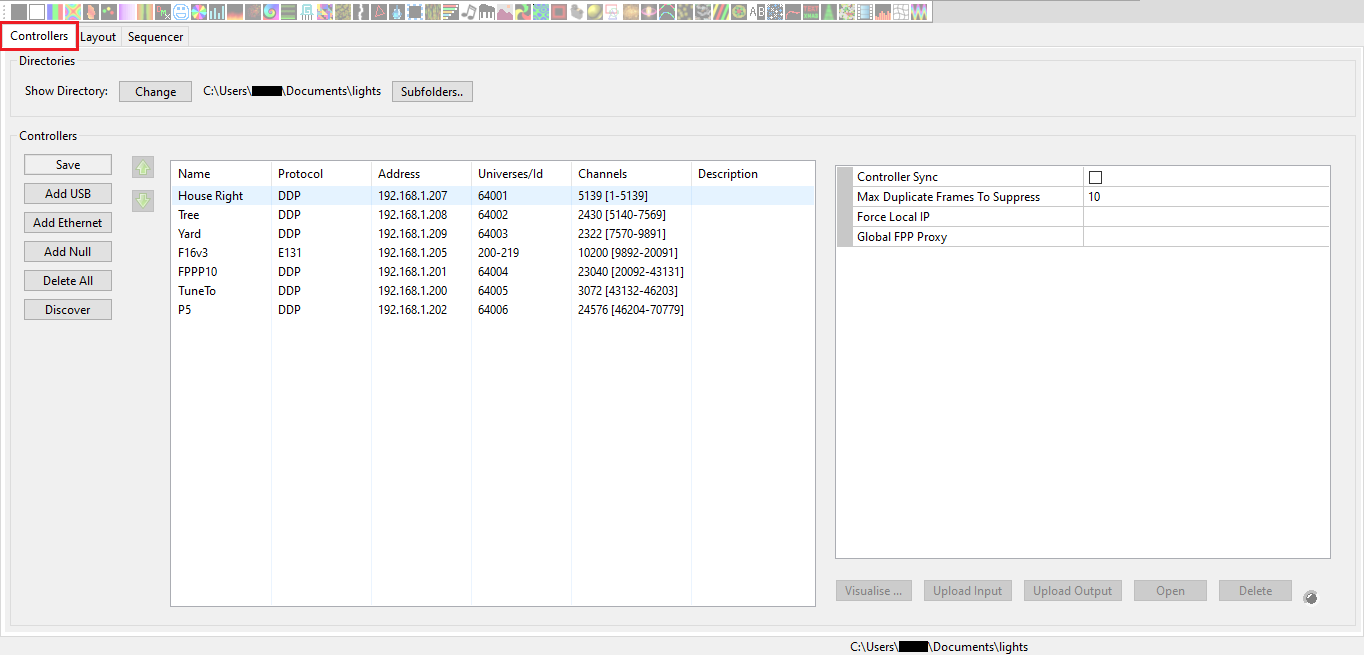 Controllers Layout Sequencer
Directories
Show Directory: Change C:\Users\ \Documents\lights Subfolders..
Controllers
Save
Add USB
Add Ethernet
Add Null
Delete All
Discover
Name Protocol Address Universes/Id Channels Description
House Right DDP 192.168.1.207 64001 5139 [1-5139]
Tree DDP 192.168.1.208 64002 2430 [5140-7569]
Yard DDP 192.168.1.209 64003 2322 [7570-9891]
F16v3 E131 192.168.1.205 200-219 10200 [9892-20091]
FPPP10 DDP 192.168.1.201 64004 23040 [20092-43131]
TuneTo DDP 192.168.1.200 64005 3072 [43132-46203]
P5 DDP 192.168.1.202 64006 24576 [46204-70779]
Controller Sync
Max Duplicate Frames To Suppress 10
Force Local IP
Global FPP Proxy
Visualise ... Upload Input Upload Output Open Delete
C:\Users\ \Documents\lights